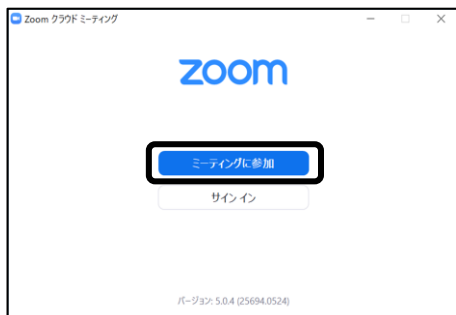 Zoom クラウド ミーティング
zoom
ミーティングに参加
サイン イン
バージョン: 5.0.4 (25694.0524)